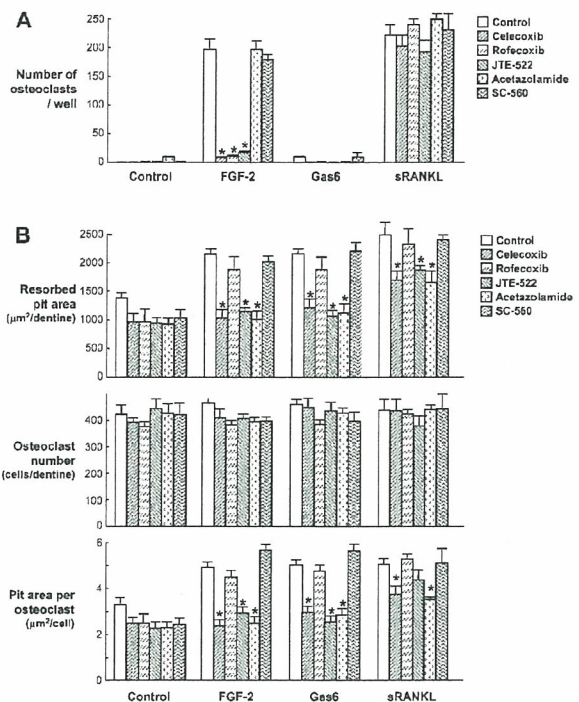 A
Number of
osteoclasts
/ well
250
200
150
100
50
0
Control
FGF-2
Gas6
sRANKL
* * *
Control
Celecoxib
Rofecoxib
JTE-522
Acetazolamide
SC-560
B
Resorbed
pit area
(μm²/dentine)
2500
2000
1500
1000
500
0
* * *
* * *
* * *
Control
Celecoxib
Rofecoxib
JTE-522
Acetazolamide
SC-560
Osteoclast
number
(cells/dentine)
400
300
200
100
0
Pit area per
osteoclast
(μm²/cell)
6
4
2
0
* * *
* * *
* *
Control
FGF-2
Gas6
sRANKL